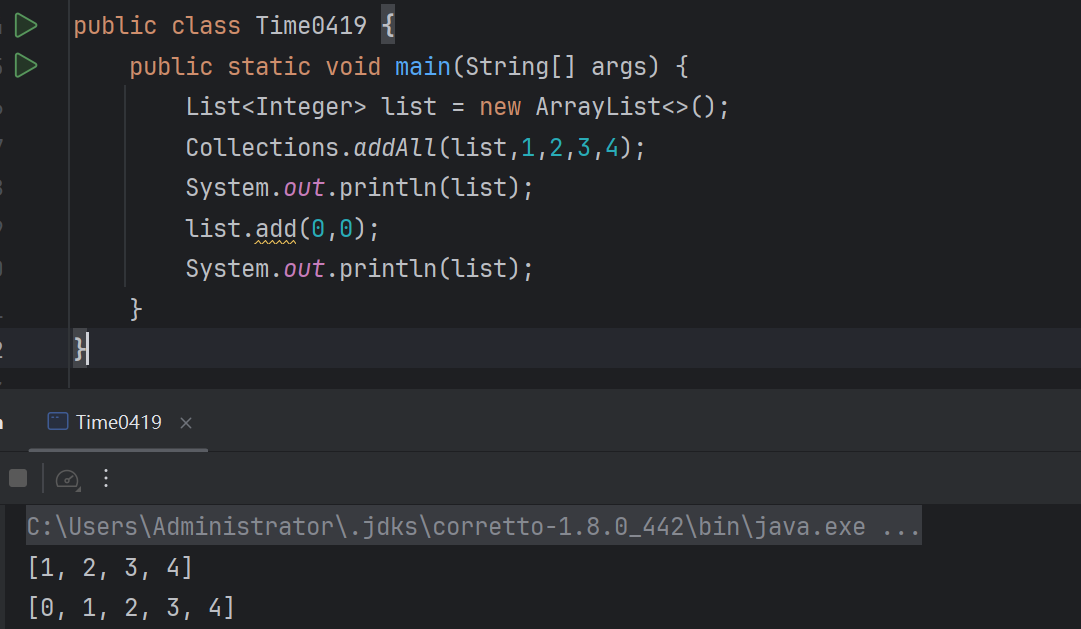 public class Time0419 {
    public static void main(String[] args) {
        List<Integer> list = new ArrayList<>();
        Collections.addAll(list,1,2,3,4);
        System.out.println(list);
        list.add(0,0);
        System.out.println(list);
    }
}
Time0419
C:\Users\Administrator\.jdks\corretto-1.8.0_442\bin\java.exe ...
[1, 2, 3, 4]
[0, 1, 2, 3, 4]